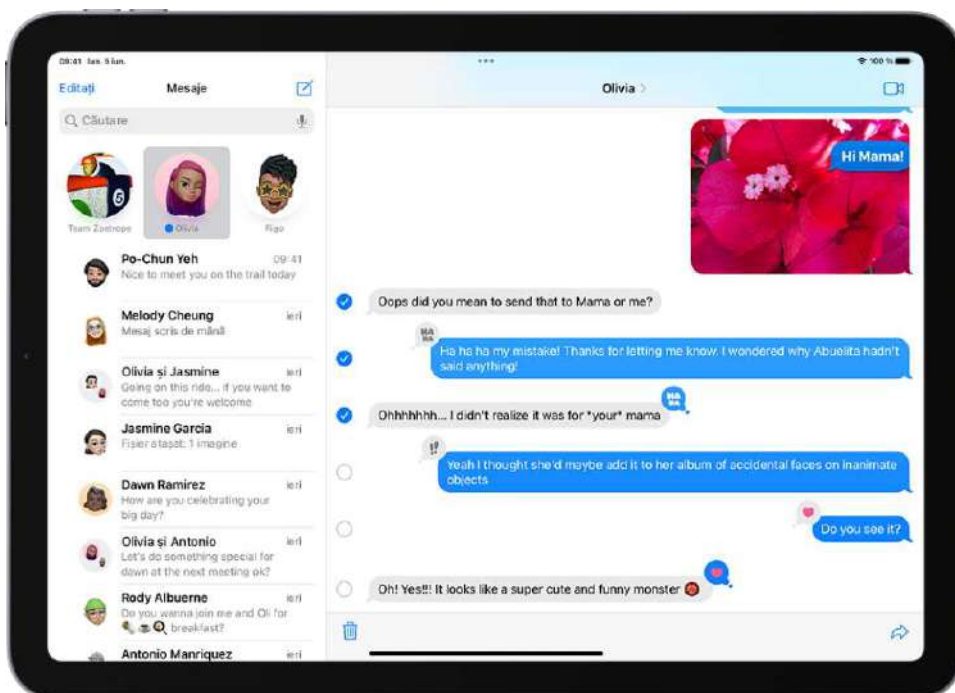 09:41 lun. 5 iun.
100 %
Editați
Mesaje
Căutare
5
Team Zoetrope
Olivia
Rigo
Po-Chun Yeh
09:41
Nice to meet you on the trail today
Melody Cheung
ieri
Mesaj scris de mână
Olivia și Jasmine
ieri
Going on this ride... if you want to
come too you're welcome
Jasmine Garcia
ieri
Fișier atașat: 1 imagine
Dawn Ramirez
ieri
How are you celebrating your
big day?
Olivia și Antonio
ieri
Let's do something special for
dawn at the next meeting ok?
Rody Albuerne
ieri
Do you wanna join me and Oli for
breakfast?
Antonio Manriquez
ieri
Olivia
Hi Mama!
Oops did you mean to send that to Mama or me?
HA
HA
Ha ha ha my mistake! Thanks for letting me know. I wondered why Abuelita hadn't
said anything!
HA
HA
Ohhhhhhh... I didn't realize it was for *your* mama
!!
Yeah I thought she'd maybe add it to her album of accidental faces on inanimate
objects
Do you see it?
Oh! Yes!!! It looks like a super cute and funny monster